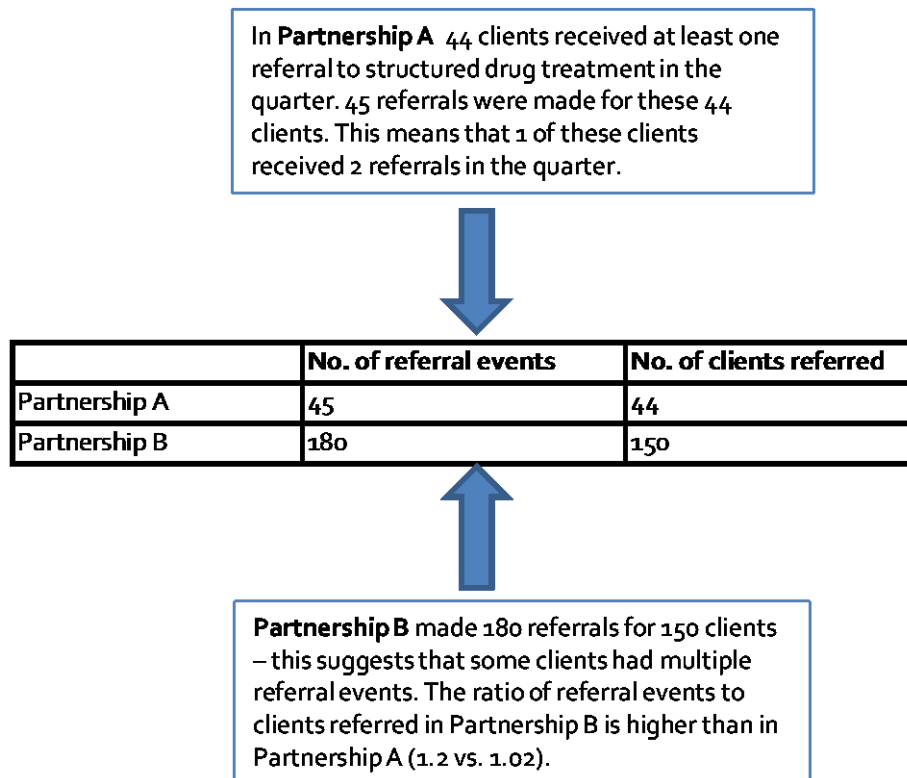 In Partnership A 44 clients received at least one
referral to structured drug treatment in the
quarter. 45 referrals were made for these 44
clients. This means that 1 of these clients
received 2 referrals in the quarter.
No. of referral events No. of clients referred
Partnership A 45 44
Partnership B 180 150
Partnership B made 180 referrals for 150 clients
– this suggests that some clients had multiple
referral events. The ratio of referral events to
clients referred in Partnership B is higher than in
Partnership A (1.2 vs. 1.02).